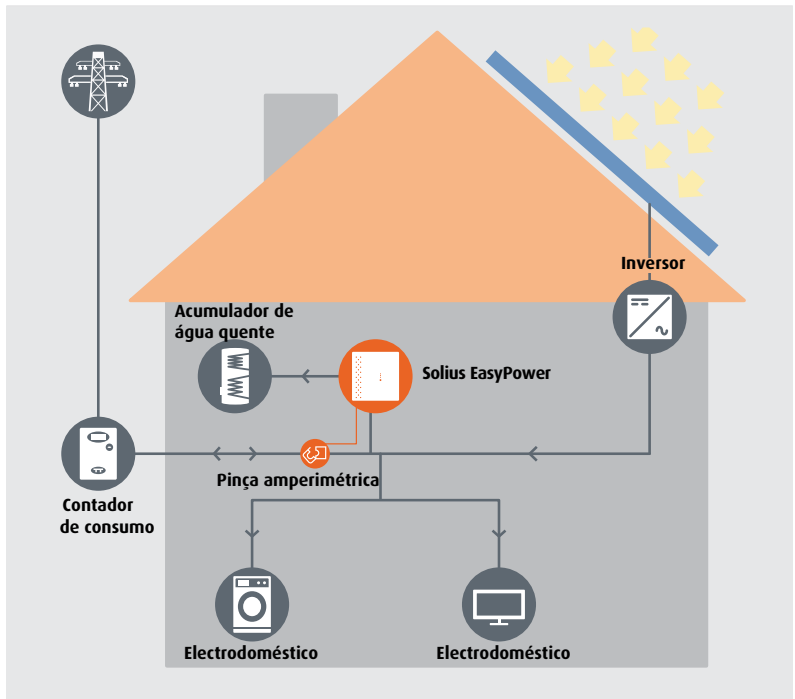 Inversor
Acumulador de
água quente
Solius EasyPower
Pinça amperimétrica
Contador
de consumo
Electrodoméstico
Electrodoméstico